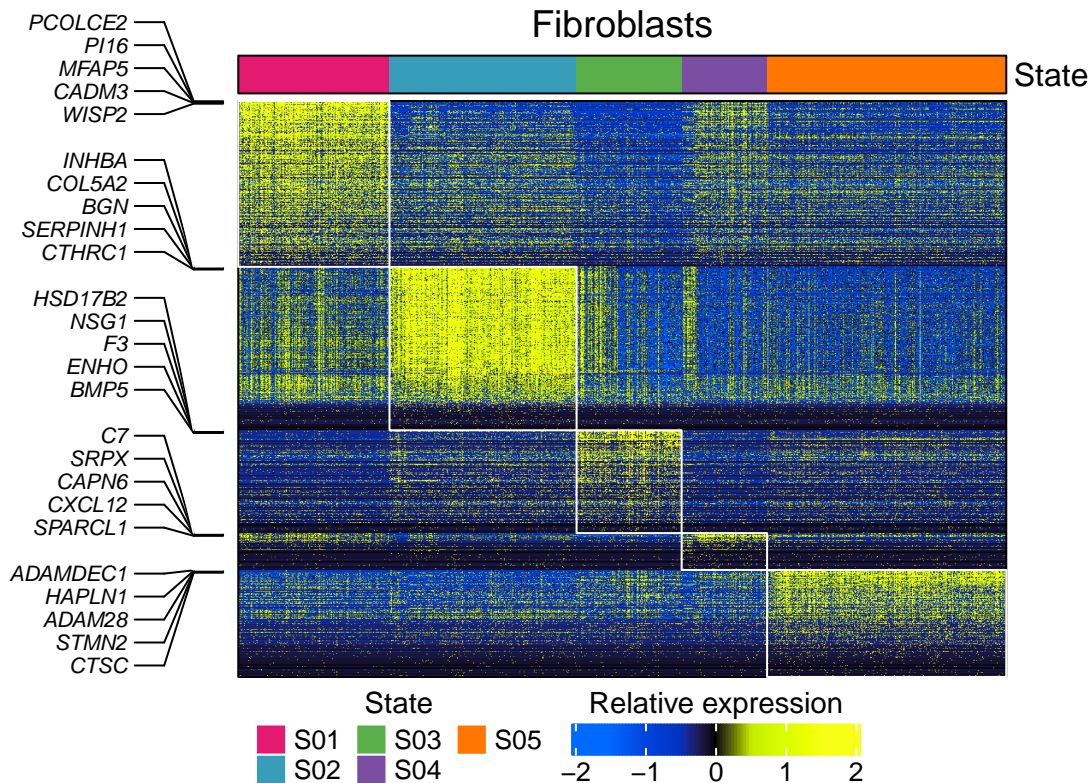 Fibroblasts
State
PCOLCE2
PI16
MFAP5
CADM3
WISP2
INHBA
COL5A2
BGN
SERPINH1
CTHRC1
HSD17B2
NSG1
F3
ENHO
BMP5
C7
SRPX
CAPN6
CXCL12
SPARCL1
ADAMDEC1
HAPLN1
ADAM28
STMN2
CTSC
State
S01 S03 S05
S02 S04
Relative expression
−2 −1 0 1 2